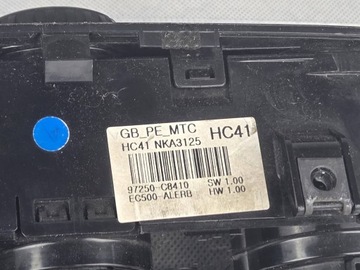 GB_PE_MTC HC41
HC41 NKA3125
97250-C8410 SW 1.00
EC500-ALERB HW 1.00